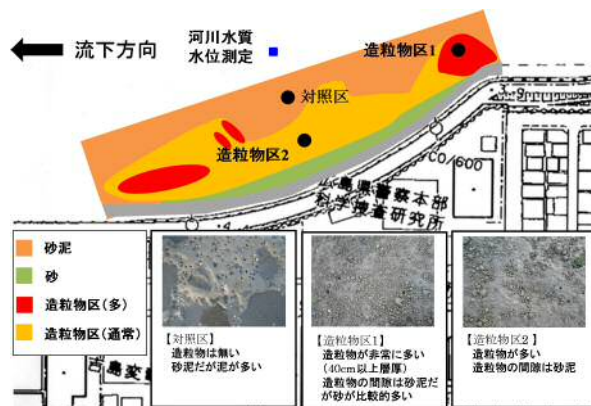 流下方向
河川水質
水位測定
造粒物区1
対照区
造粒物区2
CO/600
広島県警察本部
科学捜査研究所
砂泥
砂
造粒物区(多)
造粒物区(通常)
【対照区】
造粒物は無い
砂泥だが泥が多い
【造粒物区1】
造粒物が非常に多い
(40cm以上層厚)
造粒物の間隙は砂泥だ
が砂が比較的多い
【造粒物区2】
造粒物が多い
造粒物の間隙は砂泥